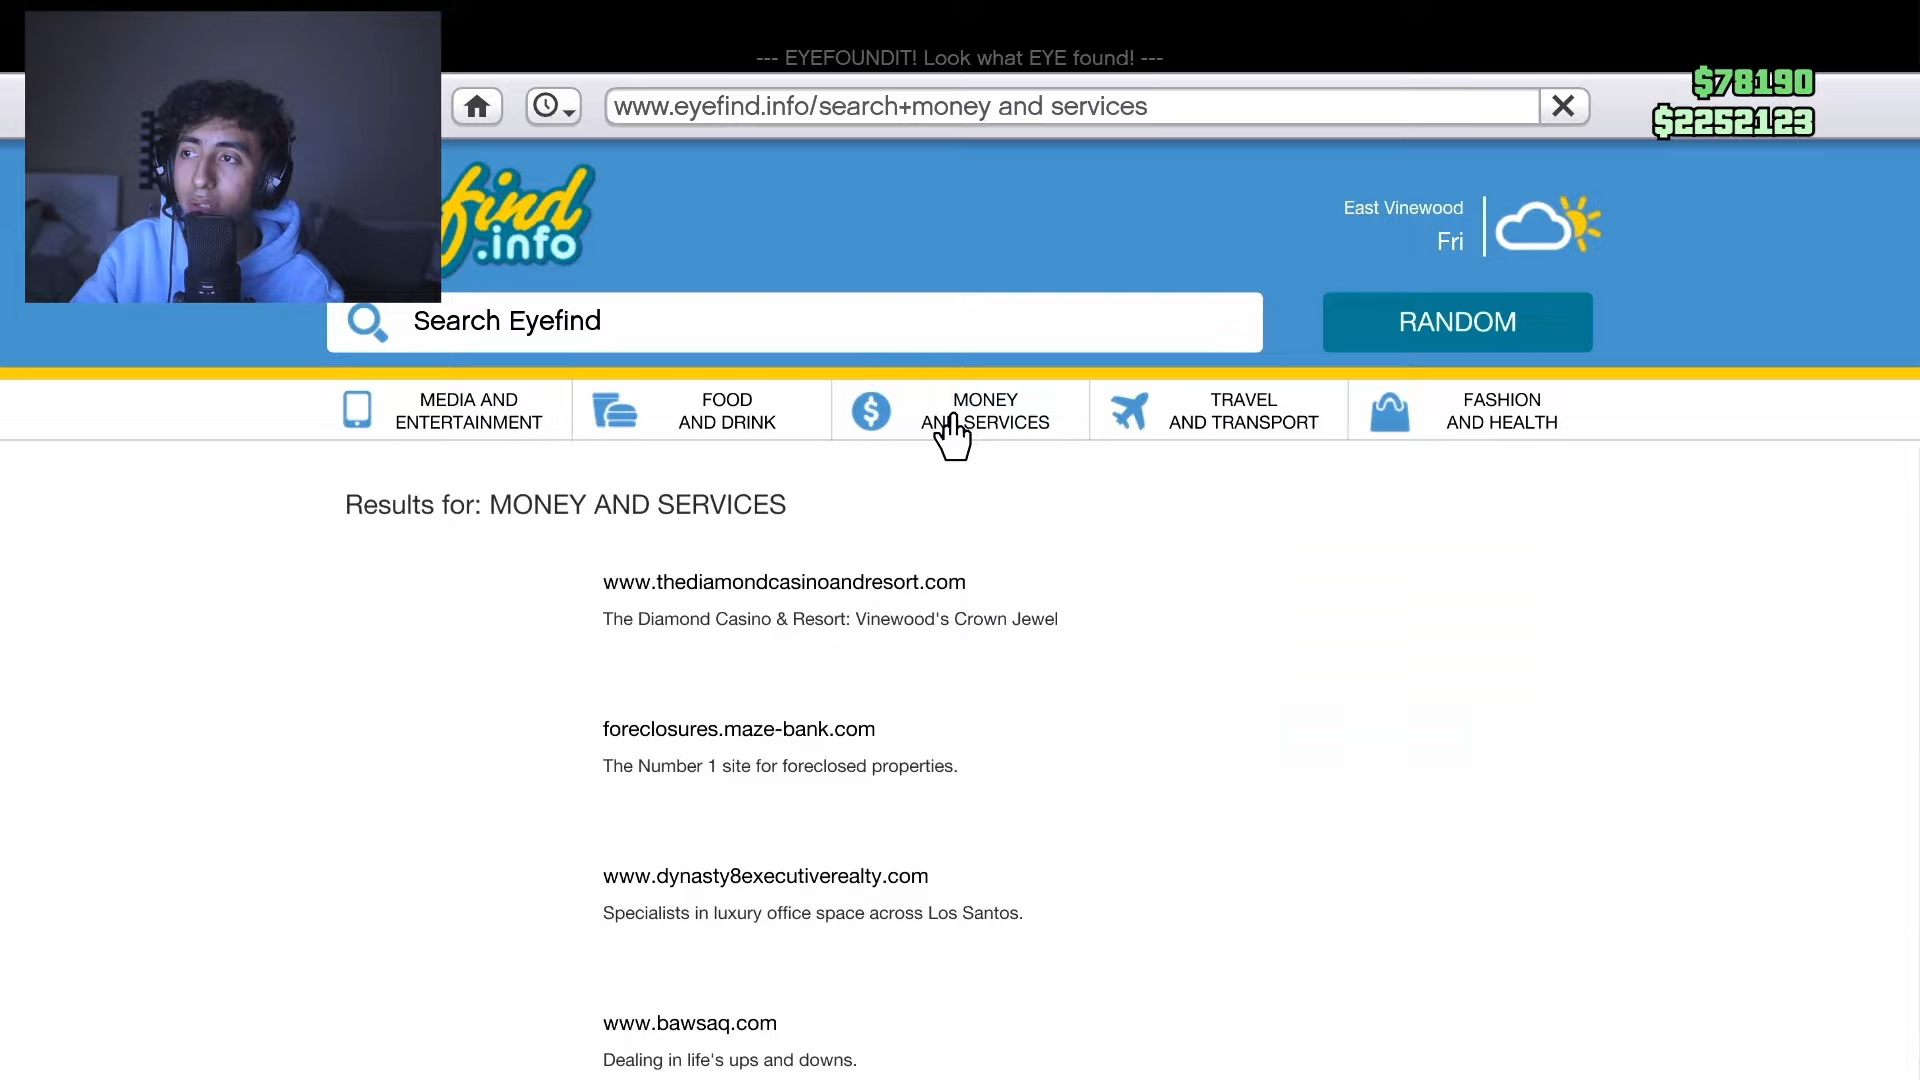 --- EYEFOUNDIT! Look what EYE found! ---
www.eyefind.info/search+money and services
$78190
$2252123
find
.info
East Vinewood
Fri
Search Eyefind
RANDOM
MEDIA AND
ENTERTAINMENT
FOOD
AND DRINK
MONEY
AND SERVICES
TRAVEL
AND TRANSPORT
FASHION
AND HEALTH
Results for: MONEY AND SERVICES
www.thediamondcasinoandresort.com
The Diamond Casino & Resort: Vinewood's Crown Jewel
foreclosures.maze-bank.com
The Number 1 site for foreclosed properties.
www.dynasty8executiverealty.com
Specialists in luxury office space across Los Santos.
www.bawsaq.com
Dealing in life's ups and downs.